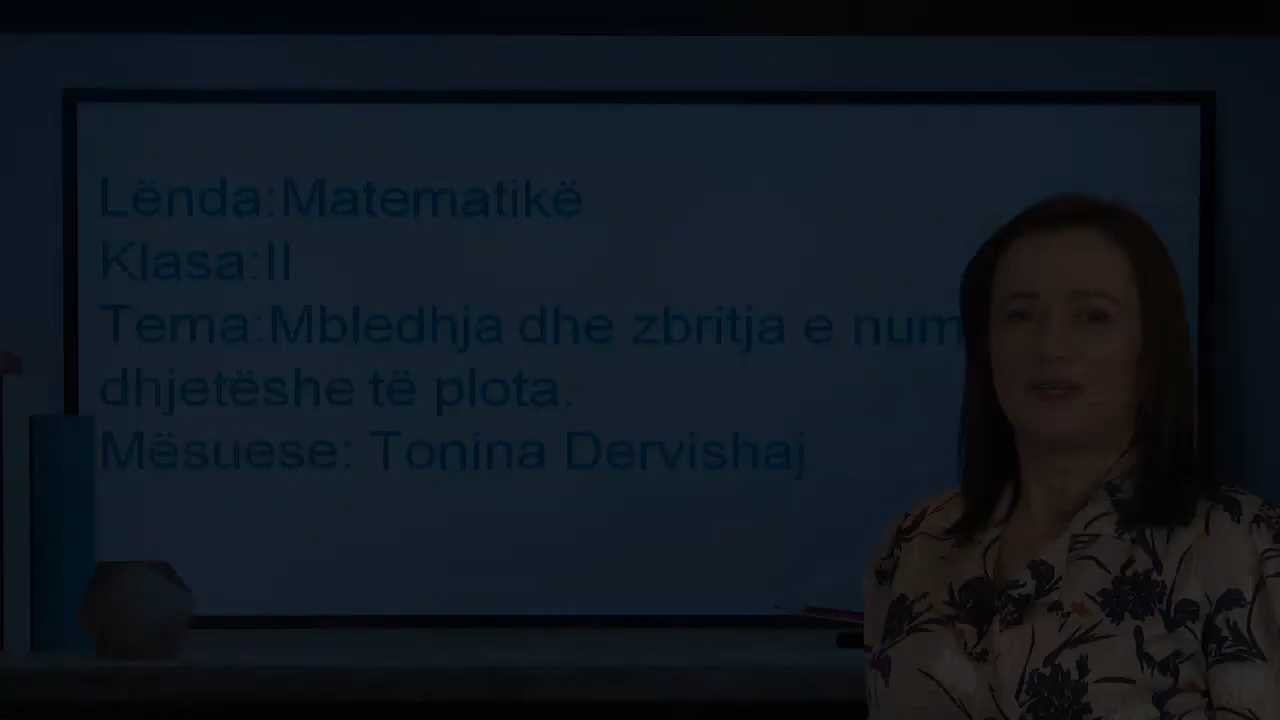 Lënda:Matematikë
Klasa:II
Tema:Mbledhja dhe zbritja e num
dhjetëshe të plota.
Mësuese: Tonina Dervishaj